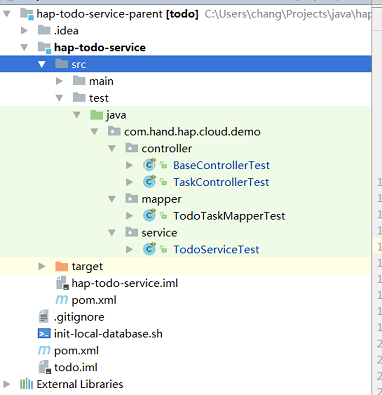 hap-todo-service-parent [todo] C:\Users\chang\Projects\java\hap
.idea
hap-todo-service
src
main
test
java
com.hand.hap.cloud.demo
controller
BaseControllerTest
TaskControllerTest
mapper
TodoTaskMapperTest
service
TodoServiceTest
target
hap-todo-service.iml
pom.xml
.gitignore
init-local-database.sh
pom.xml
todo.iml
External Libraries